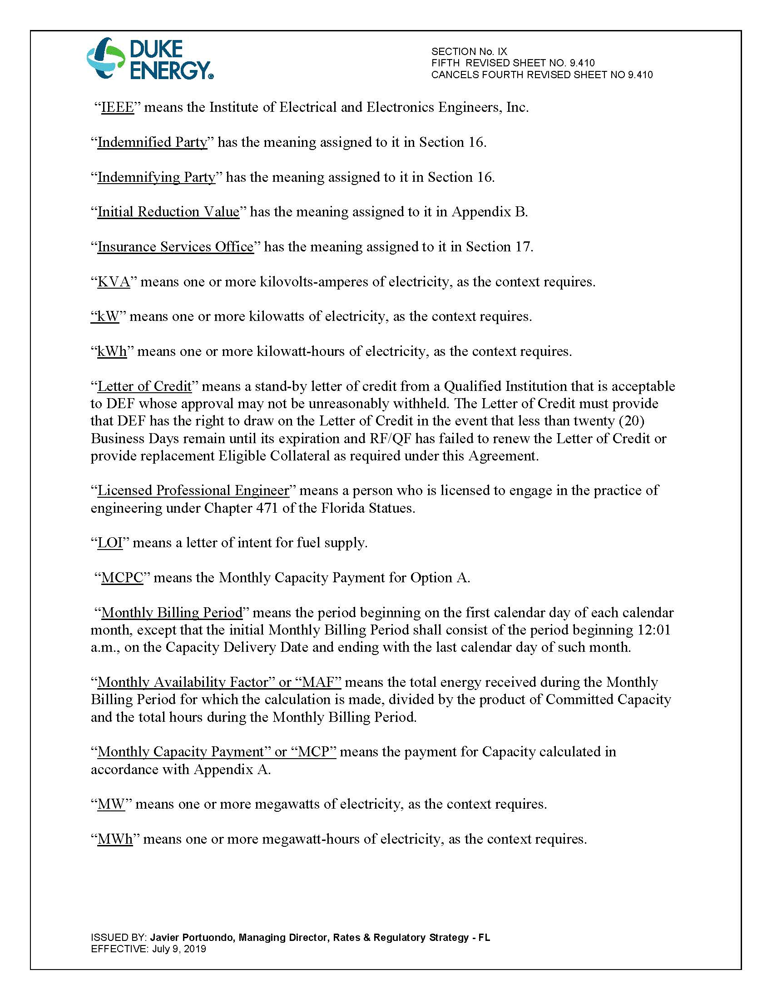 DUKE
ENERGY®
SECTION No. IX
FIFTH  REVISED SHEET NO. 9.410
CANCELS FOURTH REVISED SHEET NO 9.410
“IEEE” means the Institute of Electrical and Electronics Engineers, Inc.
“Indemnified Party” has the meaning assigned to it in Section 16.
“Indemnifying Party” has the meaning assigned to it in Section 16.
“Initial Reduction Value” has the meaning assigned to it in Appendix B.
“Insurance Services Office” has the meaning assigned to it in Section 17.
“KVA” means one or more kilovolts-amperes of electricity, as the context requires.
“kW” means one or more kilowatts of electricity, as the context requires.
“kWh” means one or more kilowatt-hours of electricity, as the context requires.
“Letter of Credit” means a stand-by letter of credit from a Qualified Institution that is acceptable
to DEF whose approval may not be unreasonably withheld. The Letter of Credit must provide
that DEF has the right to draw on the Letter of Credit in the event that less than twenty (20)
Business Days remain until its expiration and RF/QF has failed to renew the Letter of Credit or
provide replacement Eligible Collateral as required under this Agreement.
“Licensed Professional Engineer” means a person who is licensed to engage in the practice of
engineering under Chapter 471 of the Florida Statues.
“LOI” means a letter of intent for fuel supply.
“MCPC” means the Monthly Capacity Payment for Option A.
“Monthly Billing Period” means the period beginning on the first calendar day of each calendar
month, except that the initial Monthly Billing Period shall consist of the period beginning 12:01
a.m., on the Capacity Delivery Date and ending with the last calendar day of such month.
“Monthly Availability Factor” or “MAF” means the total energy received during the Monthly
Billing Period for which the calculation is made, divided by the product of Committed Capacity
and the total hours during the Monthly Billing Period.
“Monthly Capacity Payment” or “MCP” means the payment for Capacity calculated in
accordance with Appendix A.
“MW” means one or more megawatts of electricity, as the context requires.
“MWh” means one or more megawatt-hours of electricity, as the context requires.
ISSUED BY: Javier Portuondo, Managing Director, Rates & Regulatory Strategy - FL
EFFECTIVE: July 9, 2019